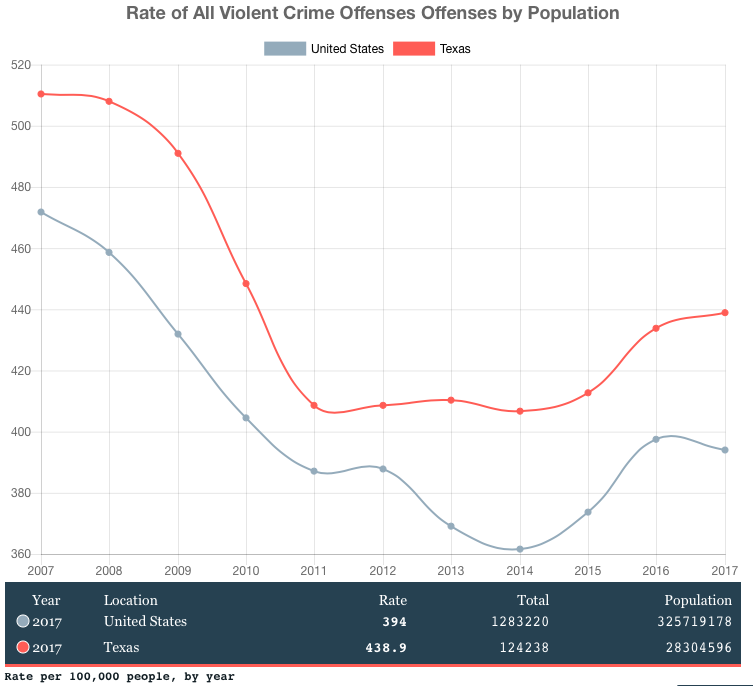 Rate of All Violent Crime Offenses Offenses by Population
United States Texas
520
500
480
460
440
420
400
380
360
2007 2008 2009 2010 2011 2012 2013 2014 2015 2016 2017
Year Location Rate Total Population
2017 United States 394 1283220 325719178
2017 Texas 438.9 124238 28304596
Rate per 100,000 people, by year